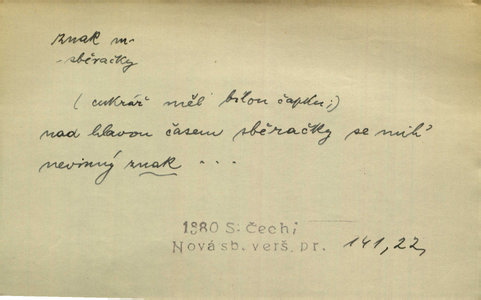 znak m.
-sběračky
(cukrář měl bílou čapku;)
nad hlavou časem sběračky se mih'
nevinný znak ...
1880 S. Čech;
Nová sb. verš. pr. 141,22,